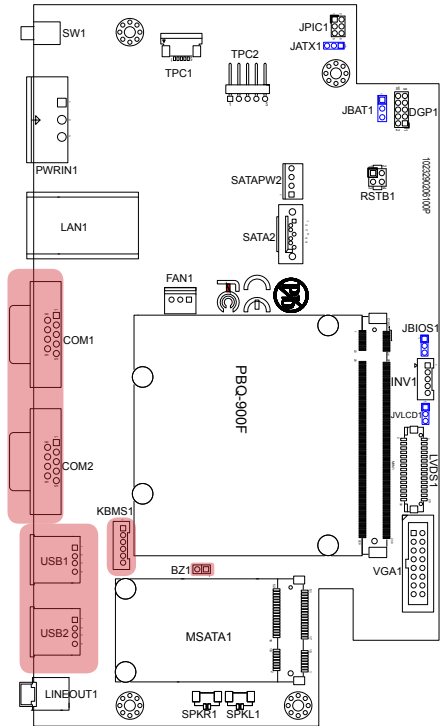 SW1
JPIC1
JATX1
TPC2
TPC1
JBAT1
DGP1
PWRIN1
SATAPW2
RSTB1
1023290206100P
LAN1
SATA2
FAN1
COM1
JBIOS1
PBQ-900F
INV1
JVLCD1
COM2
LVDS1
KBMS1
USB1
BZ1
VGA1
USB2
MSATA1
LINEOUT1
SPKR1
SPKL1